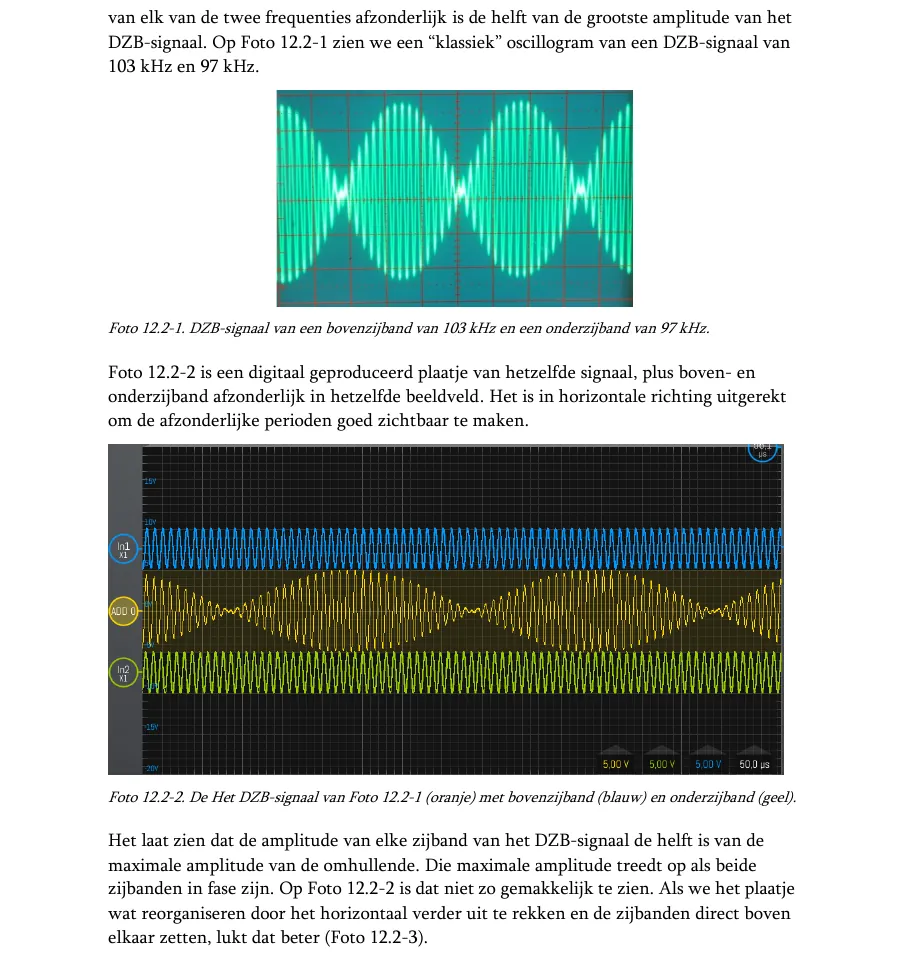 van elk van de twee frequenties afzonderlijk is de helft van de grootste amplitude van het
DZB-signaal. Op Foto 12.2-1 zien we een “klassiek” oscillogram van een DZB-signaal van
103 kHz en 97 kHz.
Foto 12.2-1. DZB-signaal van een bovenzijband van 103 kHz en een onderzijband van 97 kHz.
Foto 12.2-2 is een digitaal geproduceerd plaatje van hetzelfde signaal, plus boven- en
onderzijband afzonderlijk in hetzelfde beeldveld. Het is in horizontale richting uitgerekt
om de afzonderlijke perioden goed zichtbaar te maken.
µs
15V
10V
In1
X1
ADD 0
In2
X1
-15V
-20V
5,00 V 5,00 V 5,00 V 50,0 µs
Foto 12.2-2. De Het DZB-signaal van Foto 12.2-1 (oranje) met bovenzijband (blauw) en onderzijband (geel).
Het laat zien dat de amplitude van elke zijband van het DZB-signaal de helft is van de
maximale amplitude van de omhullende. Die maximale amplitude treedt op als beide
zijbanden in fase zijn. Op Foto 12.2-2 is dat niet zo gemakkelijk te zien. Als we het plaatje
wat reorganiseren door het horizontaal verder uit te rekken en de zijbanden direct boven
elkaar zetten, lukt dat beter (Foto 12.2-3).